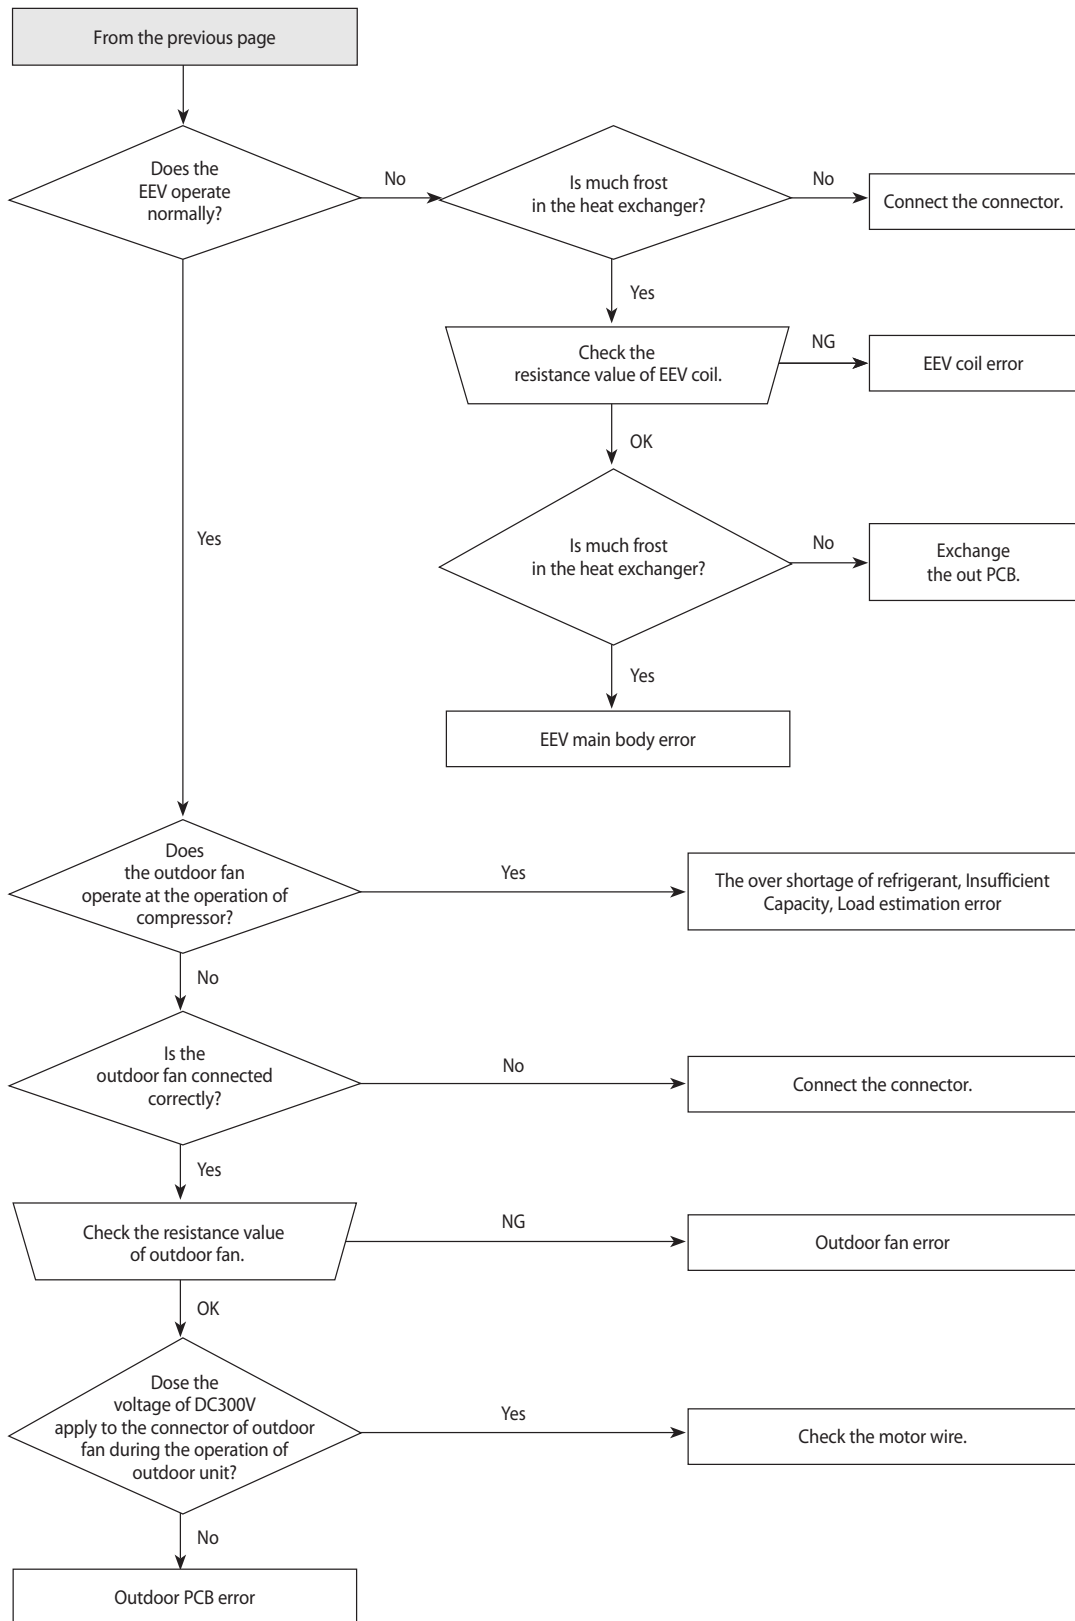 From the previous page
Does the
EEV operate
normally?
No
Is much frost
in the heat exchanger?
No
Connect the connector.
Yes
Check the
resistance value of EEV coil.
NG
EEV coil error
OK
Yes
Is much frost
in the heat exchanger?
No
Exchange
the out PCB.
Yes
EEV main body error
Does
the outdoor fan
operate at the operation of
compressor?
Yes
The over shortage of refrigerant, Insufficient
Capacity, Load estimation error
No
Is the
outdoor fan connected
correctly?
No
Connect the connector.
Yes
Check the resistance value
of outdoor fan.
NG
Outdoor fan error
OK
Dose the
voltage of DC300V
apply to the connector of outdoor
fan during the operation of
outdoor unit?
Yes
Check the motor wire.
No
Outdoor PCB error